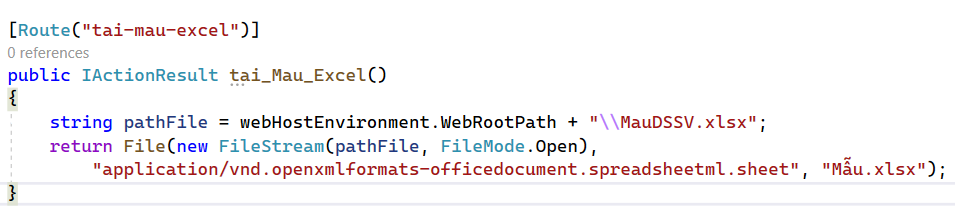 [Route("tai-mau-excel")]
0 references
public IActionResult tai_Mau_Excel()
{
string pathFile = webHostEnvironment.WebRootPath + "\\MauDSSV.xlsx";
return File(new FileStream(pathFile, FileMode.Open),
"application/vnd.openxmlformats-officedocument.spreadsheetml.sheet", "Mẫu.xlsx");
}